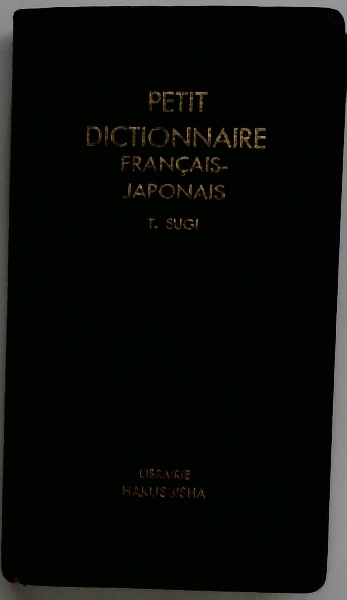 PETIT
DICTIONNAIRE
FRANÇAIS-
JAPONAIS
T. SUGI
LIBRAIRIE
HAKUSUISHA